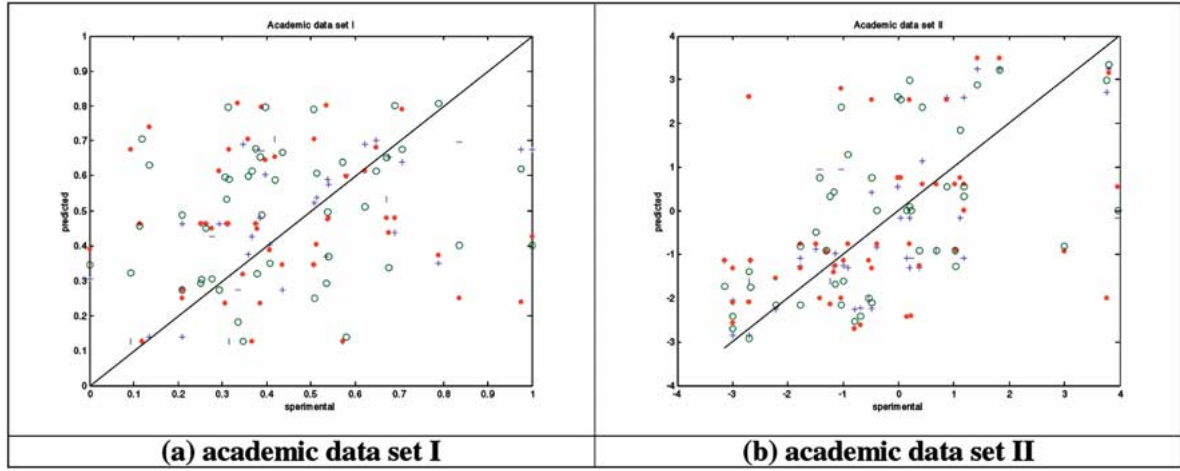 Academic data set I
1
0.9
0.8
0.7
0.6
0.5
0.4
0.3
0.2
0.1
0
predicted
0 0.1 0.2 0.3 0.4 0.5 0.6 0.7 0.8 0.9 1
sperimental
Academic data set II
4
3
2
1
0
-1
-2
-3
-4
predicted
-4 -3 -2 -1 0 1 2 3 4
sperimental
(a) academic data set I
(b) academic data set II